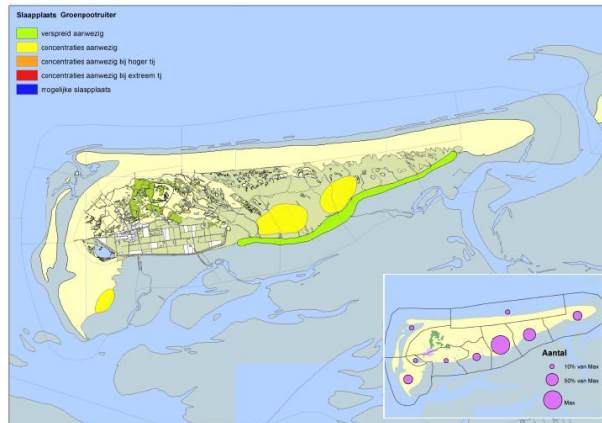 Slaapplaats Groenpootruiter
verspreid aanwezig
concentraties aanwezig
concentraties aanwezig bij hoger tij
concentraties aanwezig bij extreem tij
mogelijke slaapplaats
Aantal
10% van Max
50% van Max
Max